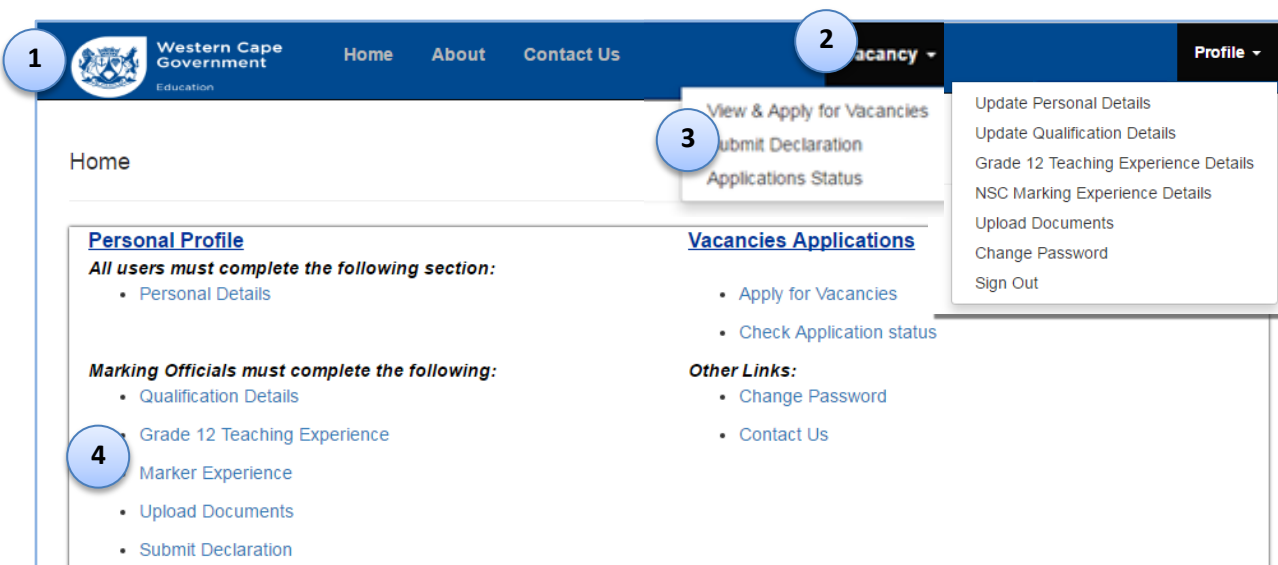 1
Western Cape
Government
Education
Home About Contact Us
2
acancy
Profile
View & Apply for Vacancies
3
ubmit Declaration
Applications Status
Update Personal Details
Update Qualification Details
Grade 12 Teaching Experience Details
NSC Marking Experience Details
Upload Documents
Change Password
Sign Out
Home
Personal Profile
All users must complete the following section:
• Personal Details
Marking Officials must complete the following:
• Qualification Details
• Grade 12 Teaching Experience
4
• Marker Experience
• Upload Documents
• Submit Declaration
Vacancies Applications
• Apply for Vacancies
• Check Application status
Other Links:
• Change Password
• Contact Us